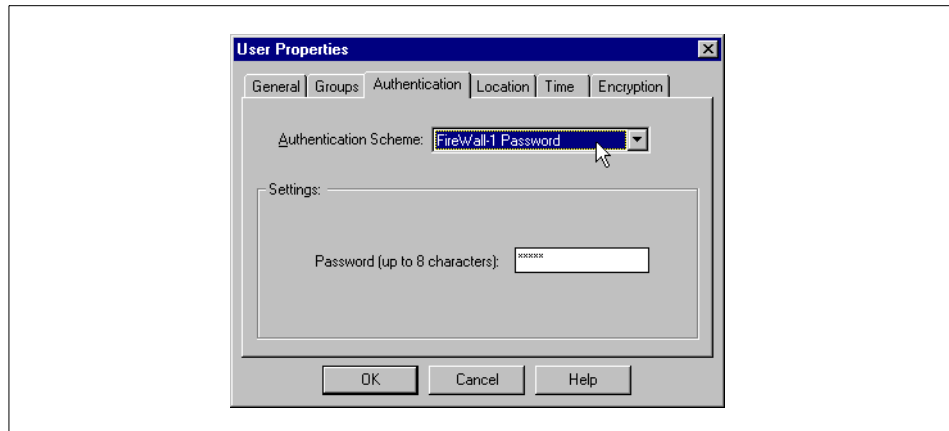 User Properties
General Groups Authentication Location Time Encryption
Authentication Scheme: FireWall-1 Password
Settings:
Password (up to 8 characters): xxxxx
OK Cancel Help